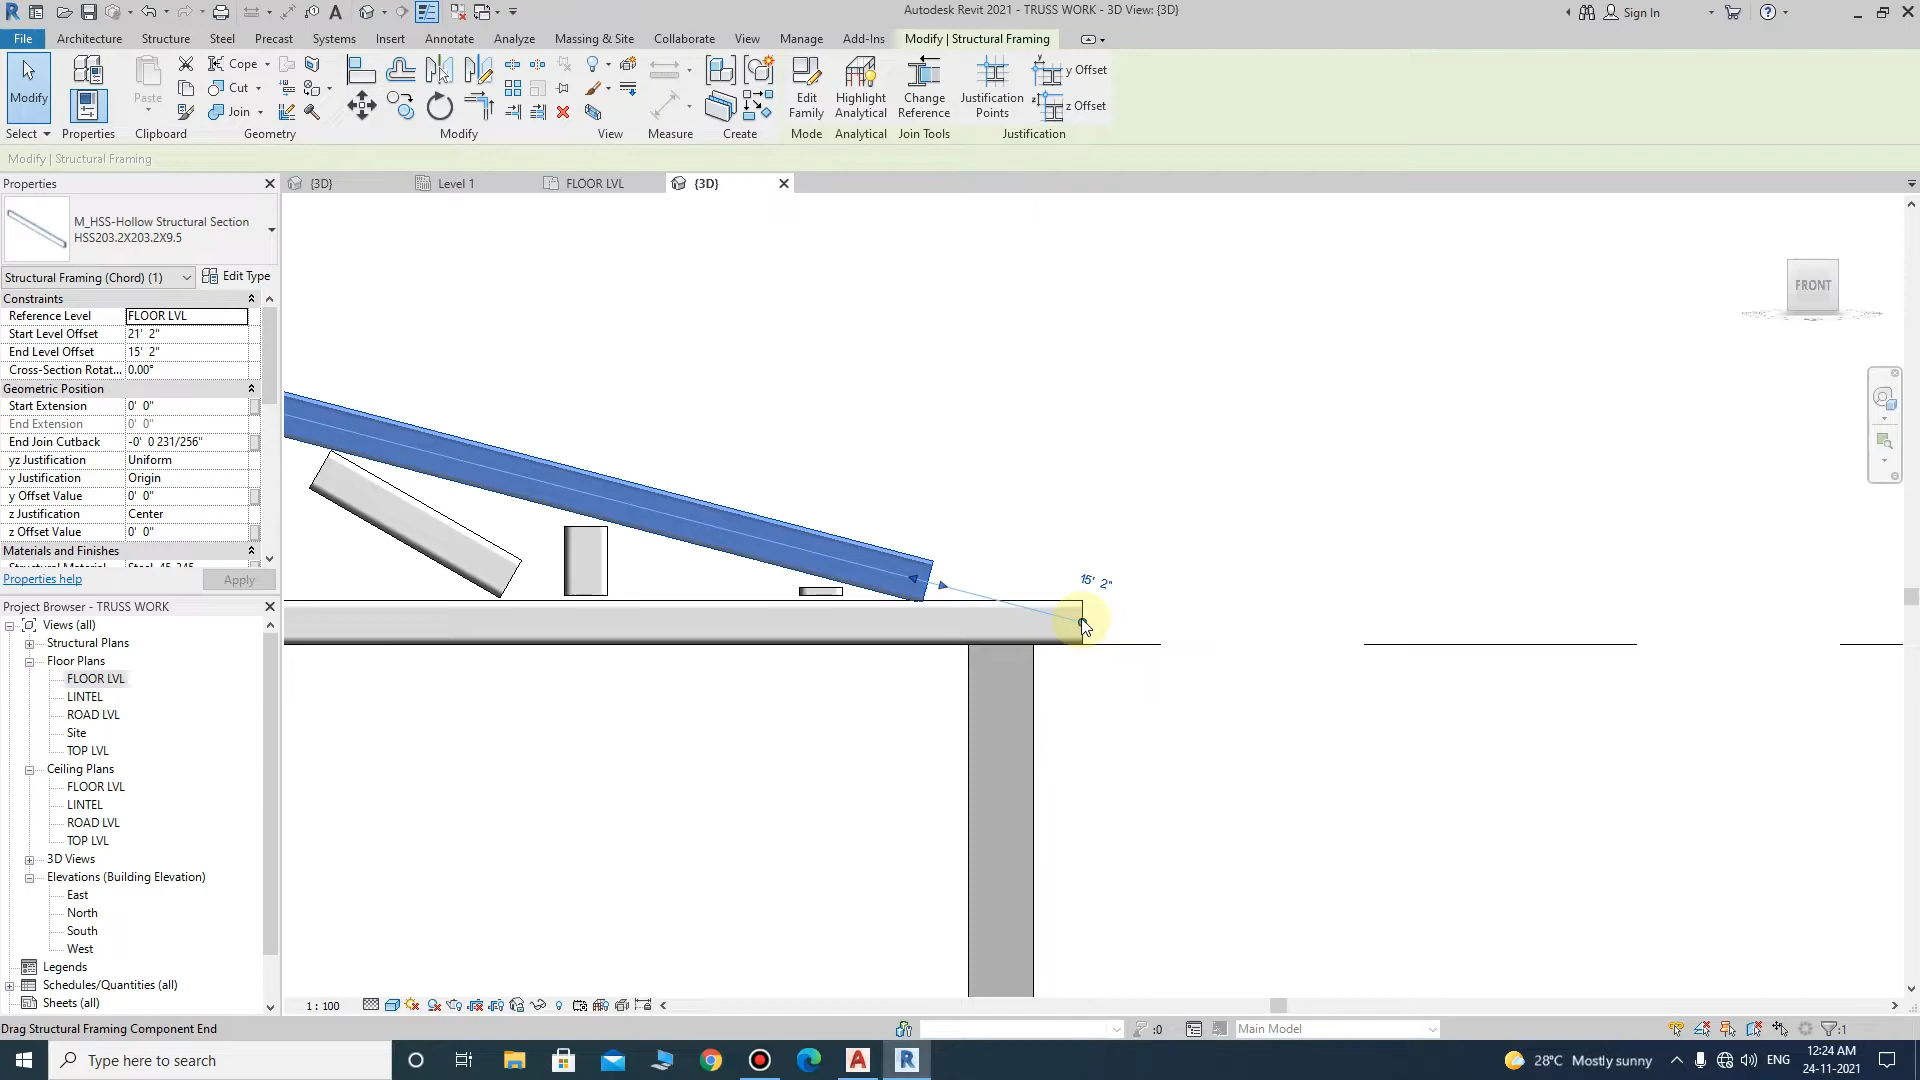 Autodesk Revit 2021 - TRUSS WORK - 3D View: {3D}
Sign In
File
Architecture
Structure
Steel
Precast
Systems
Insert
Annotate
Analyze
Massing & Site
Collaborate
View
Manage
Add-Ins
Modify | Structural Framing
Modify
Paste
Cope
Cut
Join
Edit
Family
Highlight
Analytical
Change
Reference
Justification
Points
y Offset
z Offset
Select
Properties
Clipboard
Geometry
Modify
View
Measure
Create
Mode
Analytical
Join Tools
Justification
Modify | Structural Framing
Properties
{3D}
Level 1
FLOOR LVL
{3D}
M_HSS-Hollow Structural Section
HSS203.2X203.2X9.5
Structural Framing (Chord) (1)
Edit Type
Constraints
Reference Level FLOOR LVL
Start Level Offset 21' 2"
End Level Offset 15' 2"
Cross-Section Rotat... 0.00°
Geometric Position
Start Extension 0' 0"
End Extension 0' 0"
End Join Cutback -0' 0 231/256"
yz Justification Uniform
y Justification Origin
y Offset Value 0' 0"
z Justification Center
z Offset Value 0' 0"
Materials and Finishes
Structural Material Steel, 45-345
Properties help
Apply
Project Browser - TRUSS WORK
Views (all)
Structural Plans
Floor Plans
FLOOR LVL
LINTEL
ROAD LVL
Site
TOP LVL
Ceiling Plans
FLOOR LVL
LINTEL
ROAD LVL
TOP LVL
3D Views
Elevations (Building Elevation)
East
North
South
West
Legends
Schedules/Quantities (all)
Sheets (all)
FRONT
15' 2"
1 : 100
Drag Structural Framing Component End
:0
Main Model
:1
Type here to search
28°C Mostly sunny
ENG
12:24 AM
24-11-2021